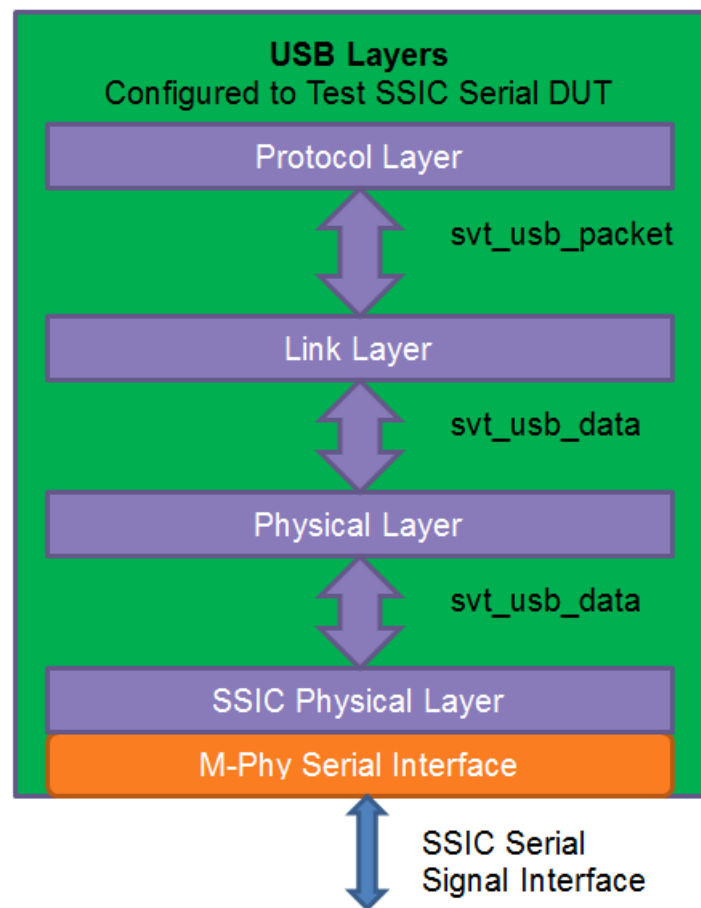 USB Layers
Configured to Test SSIC Serial DUT
Protocol Layer
svt_usb_packet
Link Layer
svt_usb_data
Physical Layer
svt_usb_data
SSIC Physical Layer
M-Phy Serial Interface
SSIC Serial
Signal Interface